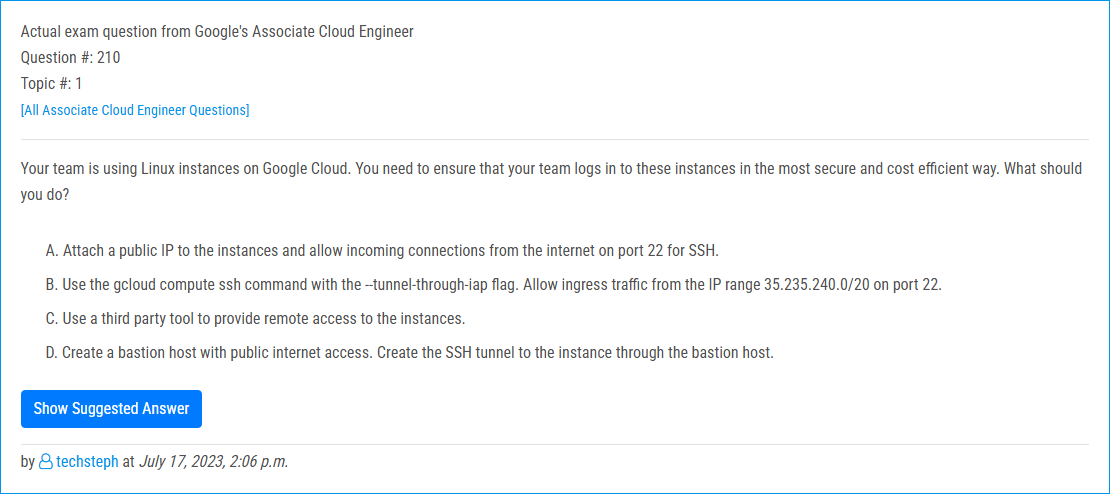 Actual exam question from Google's Associate Cloud Engineer
Question #: 210
Topic #: 1
[All Associate Cloud Engineer Questions]
Your team is using Linux instances on Google Cloud. You need to ensure that your team logs in to these instances in the most secure and cost efficient way. What should
you do?
A. Attach a public IP to the instances and allow incoming connections from the internet on port 22 for SSH.
B. Use the gcloud compute ssh command with the --tunnel-through-iap flag. Allow ingress traffic from the IP range 35.235.240.0/20 on port 22.
C. Use a third party tool to provide remote access to the instances.
D. Create a bastion host with public internet access. Create the SSH tunnel to the instance through the bastion host.
Show Suggested Answer
by techsteph at July 17, 2023, 2:06 p.m.